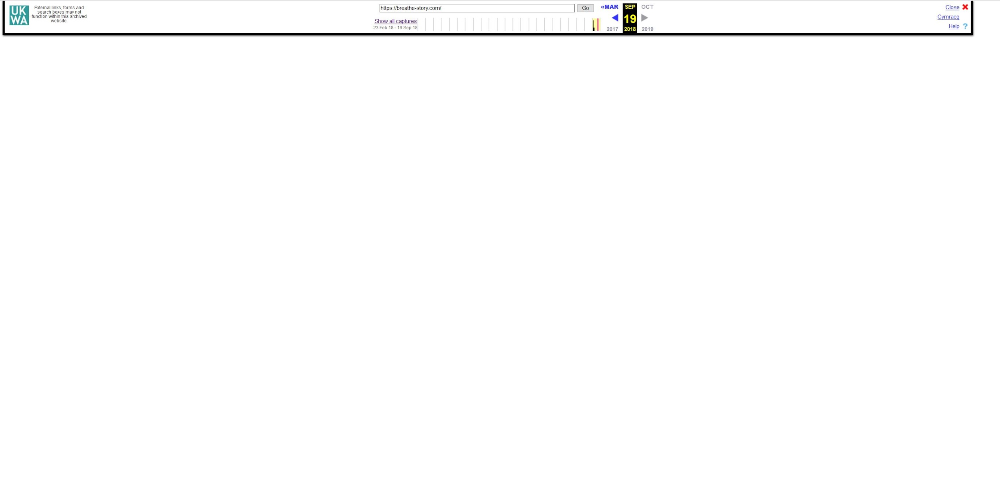 UK
WA
External links, forms and
search boxes may not
function within this archived
website.
https://breathe-story.com/
Go
Show all captures
23 Feb 18 - 19 Sep 18
«MAR
SEP
OCT
19
2017
2018
2019
Close
Cymraeg
Help ?